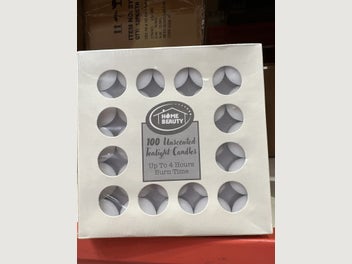 HOME
BEAUTY
100 Unscented
Tealight Candles
Up To 4 Hours
Burn Time